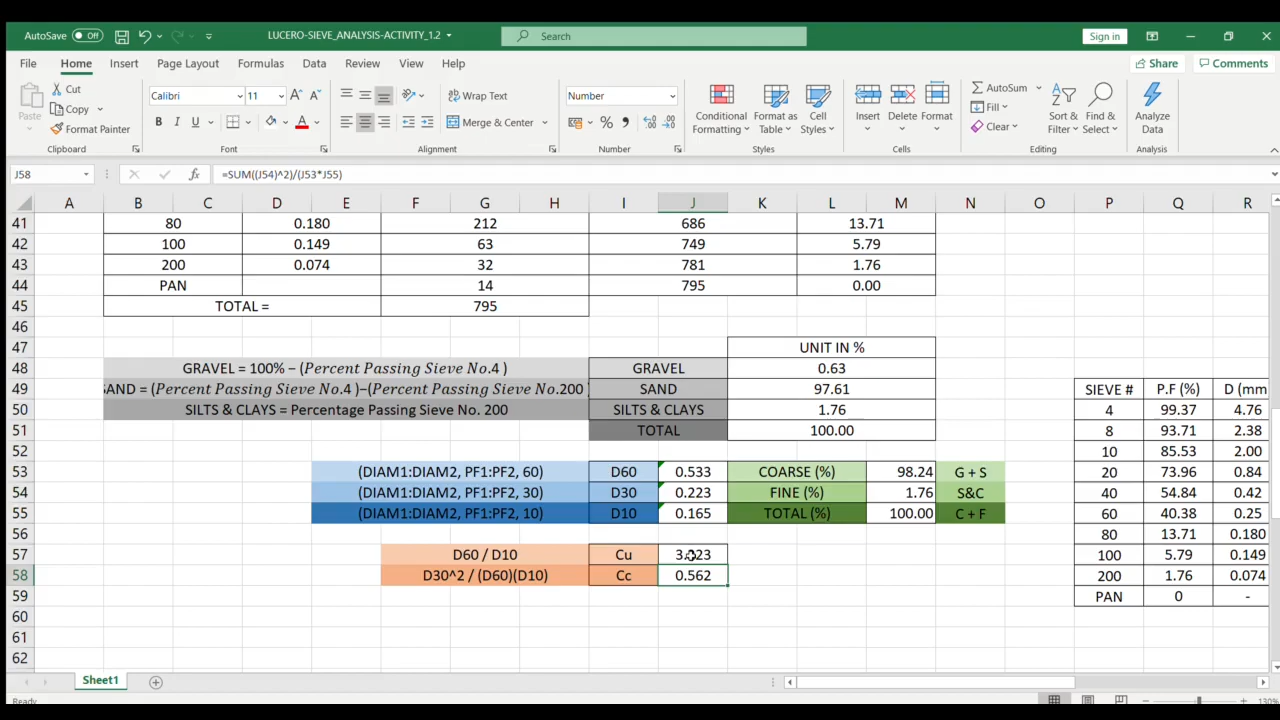 AutoSave Off LUCERO-SIEVE_ANALYSIS-ACTIVITY_1.2 Search Sign in
File Home Insert Page Layout Formulas Data Review View Help Share Comments
Cut Calibri 11 Wrap Text Number AutoSum
Copy Fill
Paste Format Painter B I U Merge & Center Conditional Formatting Format as Table Cell Styles Insert Delete Format Clear Sort & Filter Find & Select Analyze Data
Clipboard Font Alignment Number Styles Cells Editing Analysis
J58 fx =SUM((J54)^2)/(J53*J55)
A B C D E F G H I J K L M N O P Q R
41 80 0.180 212 686 13.71
42 100 0.149 63 749 5.79
43 200 0.074 32 781 1.76
44 PAN 14 795 0.00
45 TOTAL = 795
46
47 UNIT IN %
48 GRAVEL = 100% − (Percent Passing Sieve No.4 ) GRAVEL 0.63
49 SAND = (Percent Passing Sieve No.4 )−(Percent Passing Sieve No.200 ) SAND 97.61 SIEVE # P.F (%) D (mm
50 SILTS & CLAYS = Percentage Passing Sieve No. 200 SILTS & CLAYS 1.76 4 99.37 4.76
51 TOTAL 100.00 8 93.71 2.38
52 10 85.53 2.00
53 (DIAM1:DIAM2, PF1:PF2, 60) D60 0.533 COARSE (%) 98.24 G + S 20 73.96 0.84
54 (DIAM1:DIAM2, PF1:PF2, 30) D30 0.223 FINE (%) 1.76 S&C 40 54.84 0.42
55 (DIAM1:DIAM2, PF1:PF2, 10) D10 0.165 TOTAL (%) 100.00 C + F 60 40.38 0.25
56 80 13.71 0.180
57 D60 / D10 Cu 100 5.79 0.149
58 D30^2 / (D60)(D10) Cc 0.562 200 1.76 0.074
59 PAN 0 -
60
61
62
Sheet1
Ready 130%